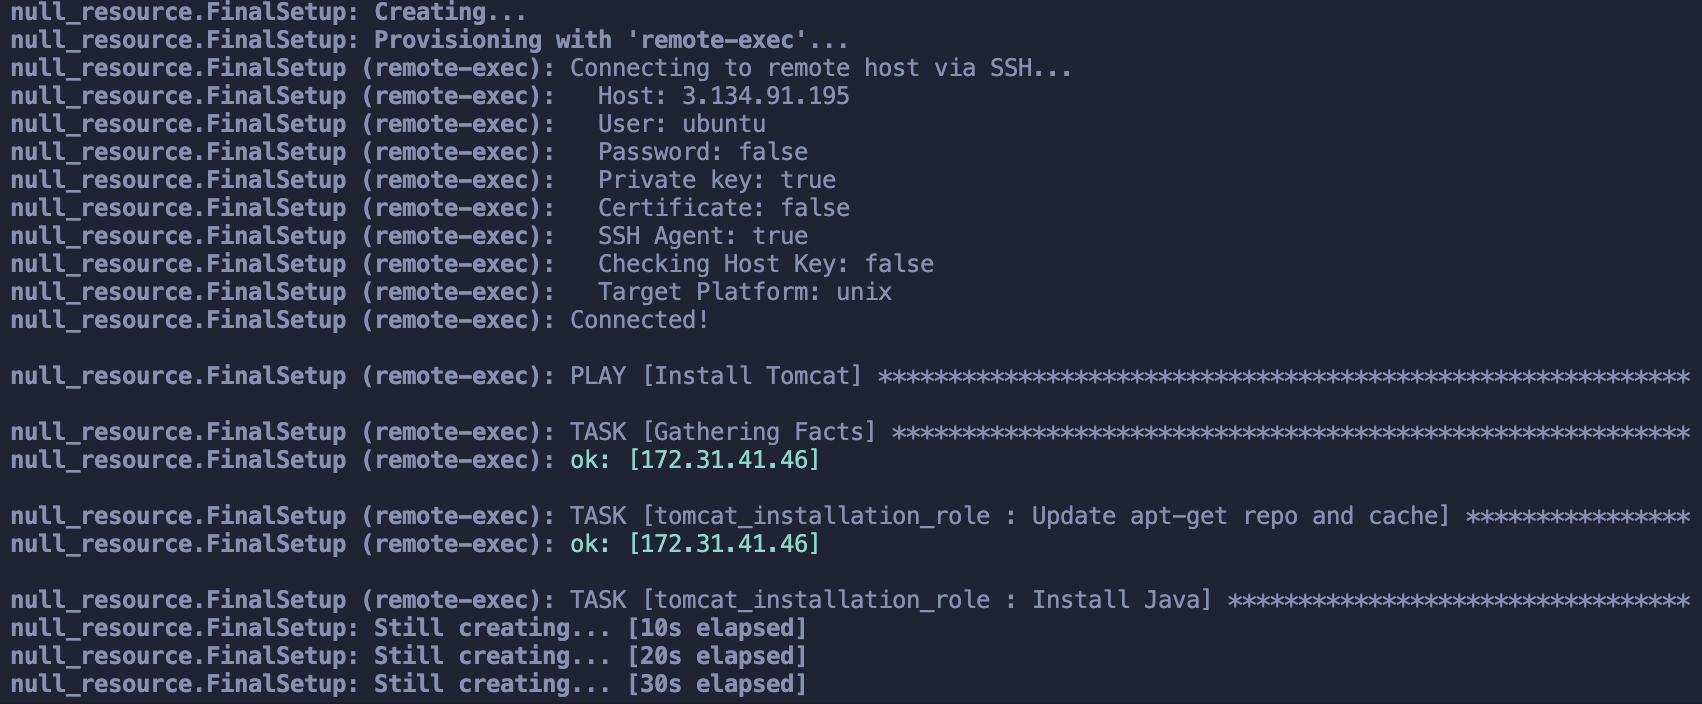 null_resource.FinalSetup: Creating...
null_resource.FinalSetup: Provisioning with 'remote-exec'...
null_resource.FinalSetup (remote-exec): Connecting to remote host via SSH...
null_resource.FinalSetup (remote-exec):   Host: 3.134.91.195
null_resource.FinalSetup (remote-exec):   User: ubuntu
null_resource.FinalSetup (remote-exec):   Password: false
null_resource.FinalSetup (remote-exec):   Private key: true
null_resource.FinalSetup (remote-exec):   Certificate: false
null_resource.FinalSetup (remote-exec):   SSH Agent: true
null_resource.FinalSetup (remote-exec):   Checking Host Key: false
null_resource.FinalSetup (remote-exec):   Target Platform: unix
null_resource.FinalSetup (remote-exec): Connected!
null_resource.FinalSetup (remote-exec): PLAY [Install Tomcat] **********************************************************
null_resource.FinalSetup (remote-exec): TASK [Gathering Facts] *********************************************************
null_resource.FinalSetup (remote-exec): ok: [172.31.41.46]
null_resource.FinalSetup (remote-exec): TASK [tomcat_installation_role : Update apt-get repo and cache] ****************
null_resource.FinalSetup (remote-exec): ok: [172.31.41.46]
null_resource.FinalSetup (remote-exec): TASK [tomcat_installation_role : Install Java] *********************************
null_resource.FinalSetup: Still creating... [10s elapsed]
null_resource.FinalSetup: Still creating... [20s elapsed]
null_resource.FinalSetup: Still creating... [30s elapsed]